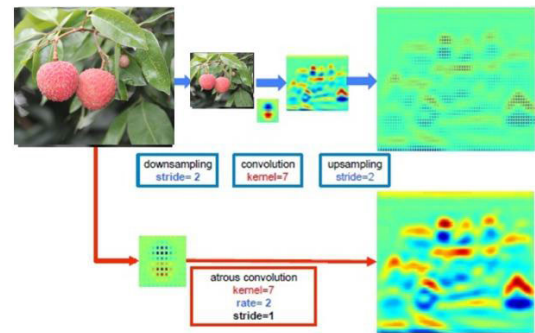 downsampling
stride= 2
convolution
kernel=7
upsampling
stride=2
atrous convolution
kernel=7
rate= 2
stride=1